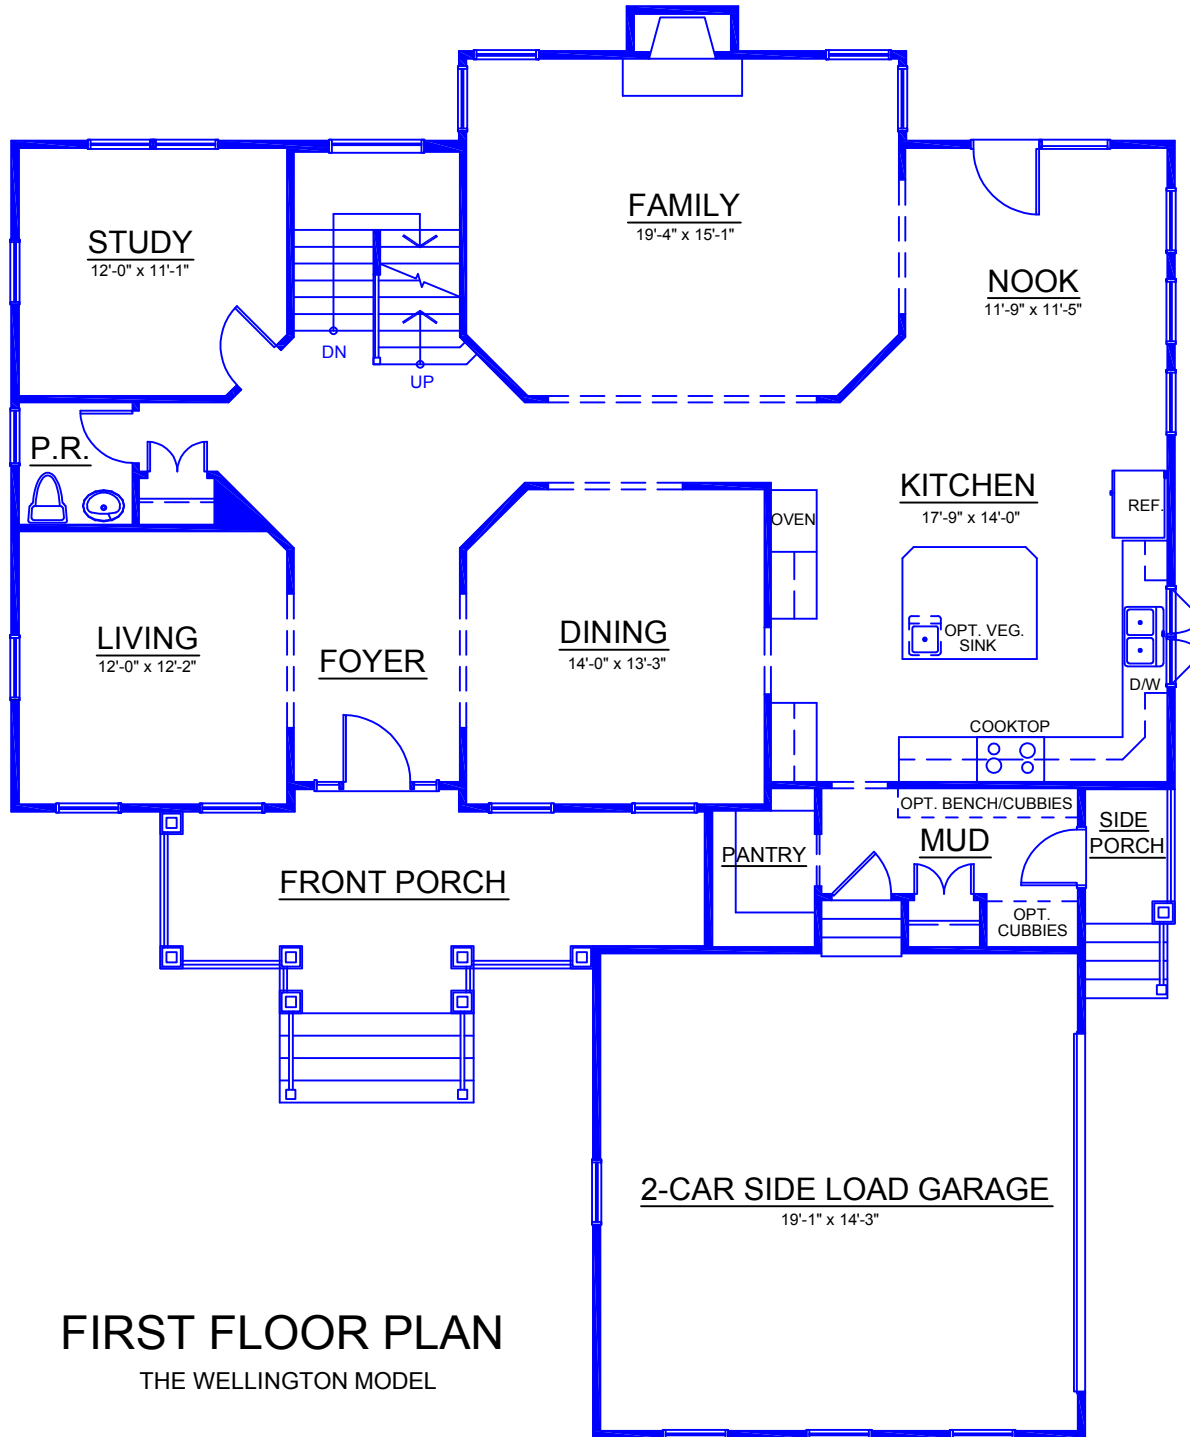 FAMILY
19'-4" x 15'-1"
STUDY
12'-0" x 11'-1"
NOOK
11'-9" x 11'-5"
DN
UP
P.R.
KITCHEN
17'-9" x 14'-0"
OVEN
REF.
LIVING
12'-0" x 12'-2"
FOYER
DINING
14'-0" x 13'-3"
OPT. VEG.
SINK
D/W
COOKTOP
OPT. BENCH/CUBBIES
SIDE
PORCH
MUD
PANTRY
FRONT PORCH
OPT.
CUBBIES
2-CAR SIDE LOAD GARAGE
19'-1" x 14'-3"
FIRST FLOOR PLAN
THE WELLINGTON MODEL